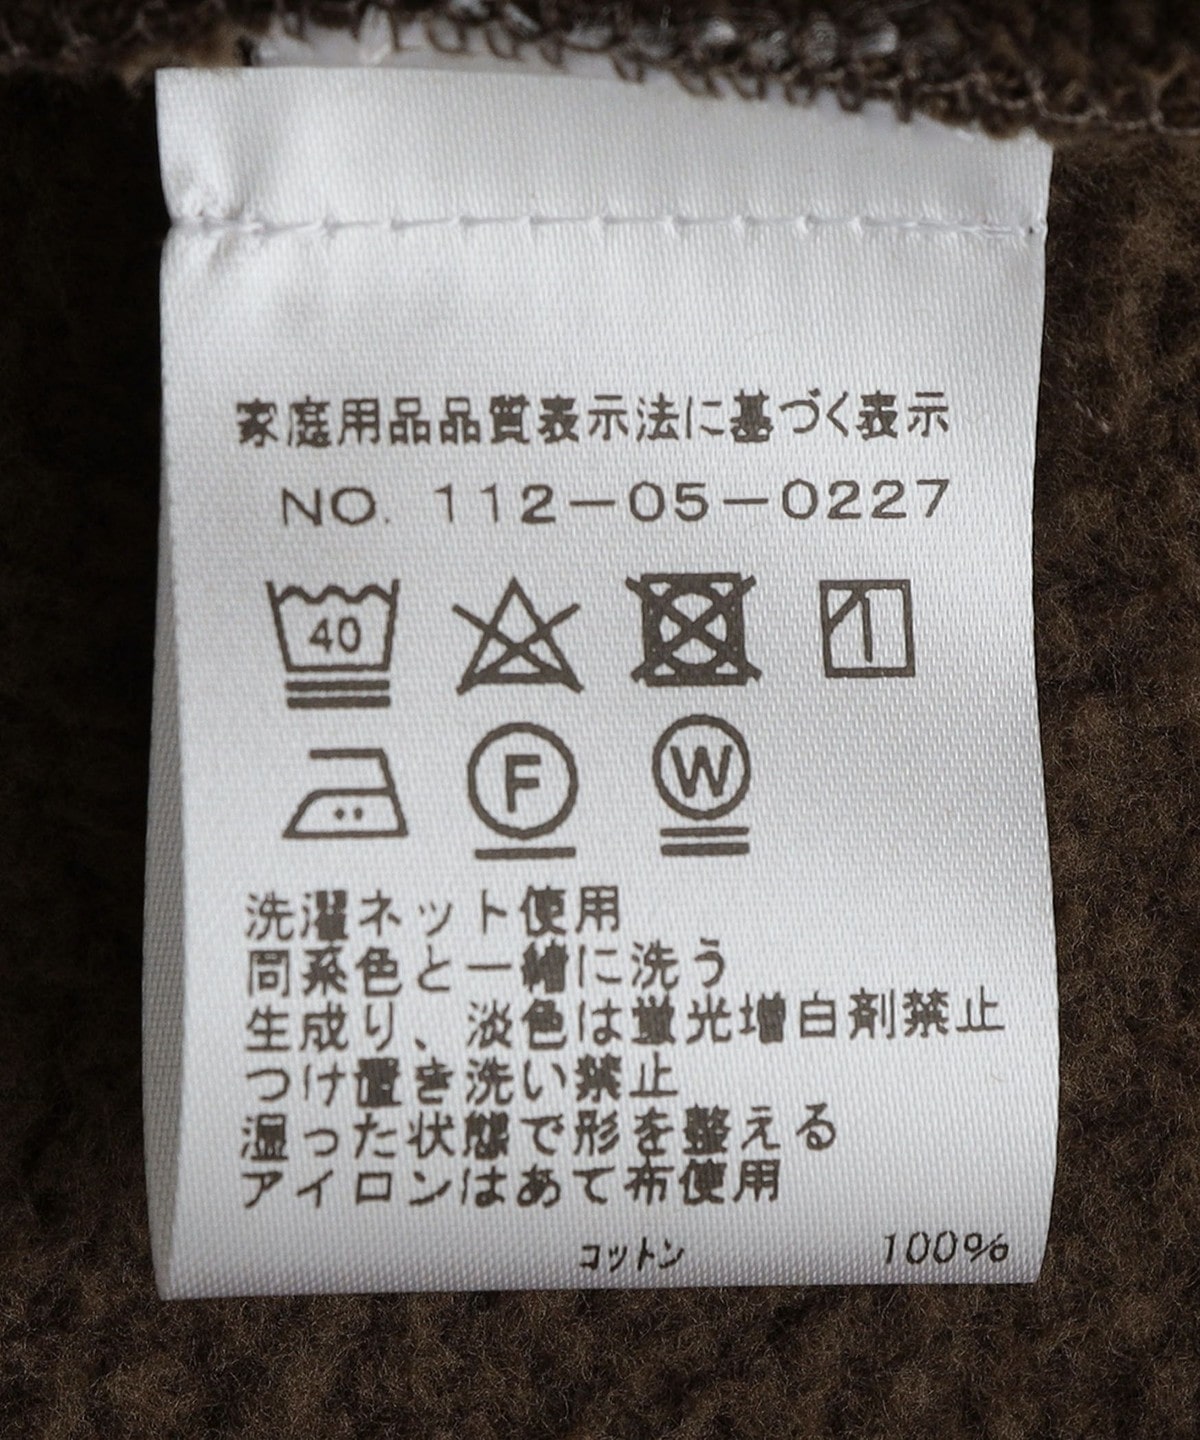 家庭用品品質表示法に基づく表示
NO. 112-05-0227
40
F
W
洗濯ネット使用
同系色と一緒に洗う
生成り、淡色は蛍光増白剤禁止
つけ置き洗い禁止
湿った状態で形を整える
アイロンはあて布使用
コットン 100%